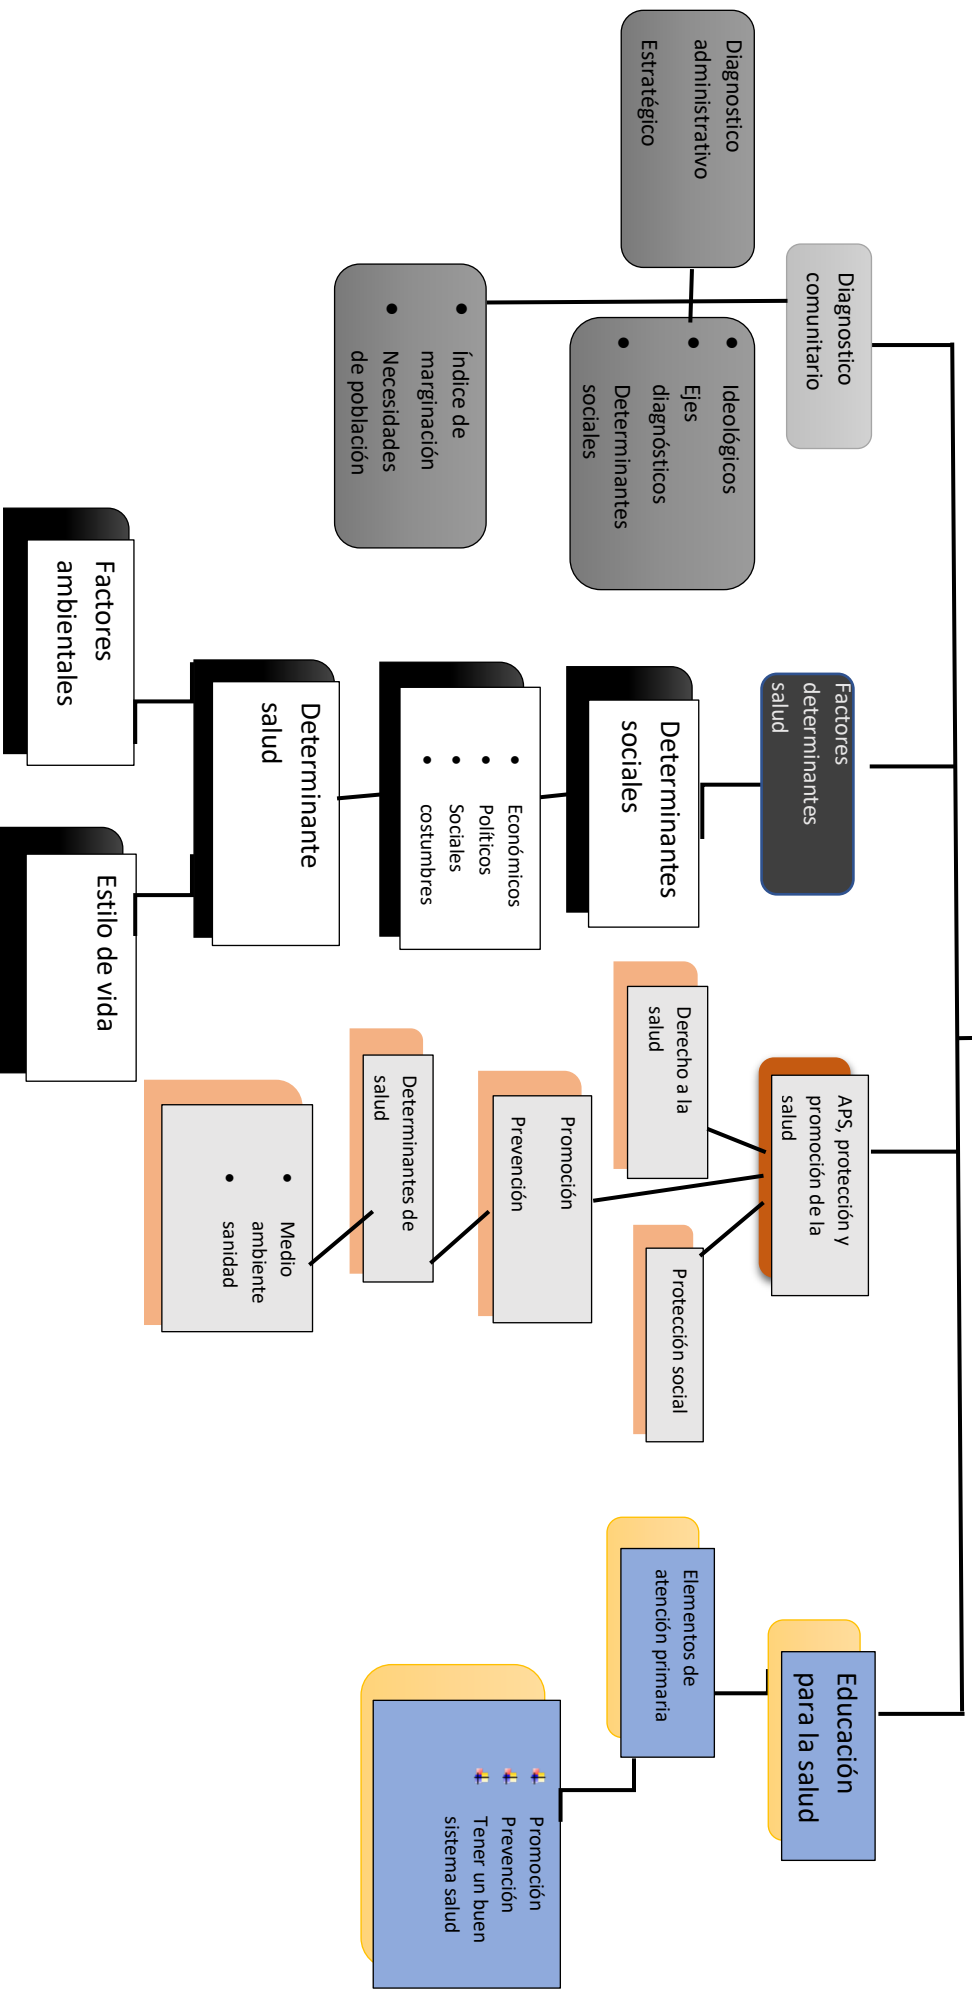 Diagnostico
comunitario
Diagnostico
administrativo
Estratégico
Ideológicos
Ejes
diagnósticos
Determinantes
sociales
Índice de
marginación
Necesidades
de población
Factores
determinantes
salud
Determinantes
sociales
Económicos
Políticos
Sociales
costumbres
Determinante
salud
Factores
ambientales
Estilo de vida
APS, protección y
promoción de la
salud
Derecho a la
salud
Protección social
Promoción
Prevención
Determinantes de
salud
Medio
ambiente
sanidad
Educación
para la salud
Elementos de
atención primaria
Promoción
Prevención
Tener un buen
sistema salud